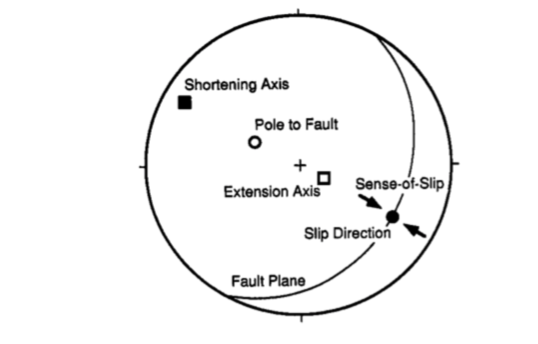 Shortening Axis
Pole to Fault
Extension Axis
Sense-of-Slip
Slip Direction
Fault Plane